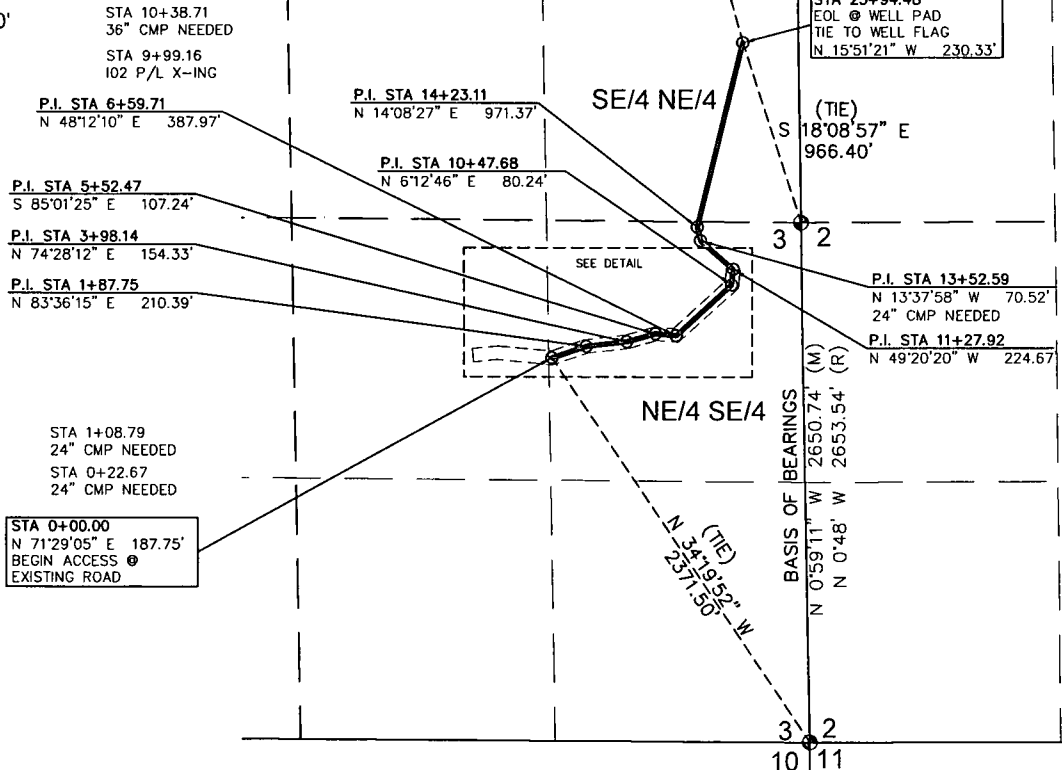 0'
STA 10+38.71
36" CMP NEEDED
STA 9+99.16
102 P/L X-ING
P.I. STA 6+59.71
N 48°12'10" E 387.97'
P.I. STA 5+52.47
S 85°01'25" E 107.24'
P.I. STA 3+98.14
N 74°28'12" E 154.33'
P.I. STA 1+87.75
N 83°36'15" E 210.39'
STA 1+08.79
24" CMP NEEDED
STA 0+22.67
24" CMP NEEDED
STA 0+00.00
N 71°29'05" E 187.75'
BEGIN ACCESS @
EXISTING ROAD
P.I. STA 14+23.11
N 14°08'27" E 971.37'
P.I. STA 10+47.68
N 6°12'46" E 80.24'
STA 23+94.48
EOL @ WELL PAD
TIE TO WELL FLAG
N 15°51'21" W 230.33'
SE/4 NE/4
(TIE)
S 18°08'57" E
966.40'
3 2
SEE DETAIL
P.I. STA 13+52.59
N 13°37'58" W 70.52'
24" CMP NEEDED
P.I. STA 11+27.92
N 49°20'20" W 224.67'
NE/4 SE/4
BASIS OF BEARINGS
N 0°59'11" W 2650.74' (M)
N 0°48' W 2653.54' (R)
(TIE)
N 34°19'52" W
2371.50'
3 2
10 11